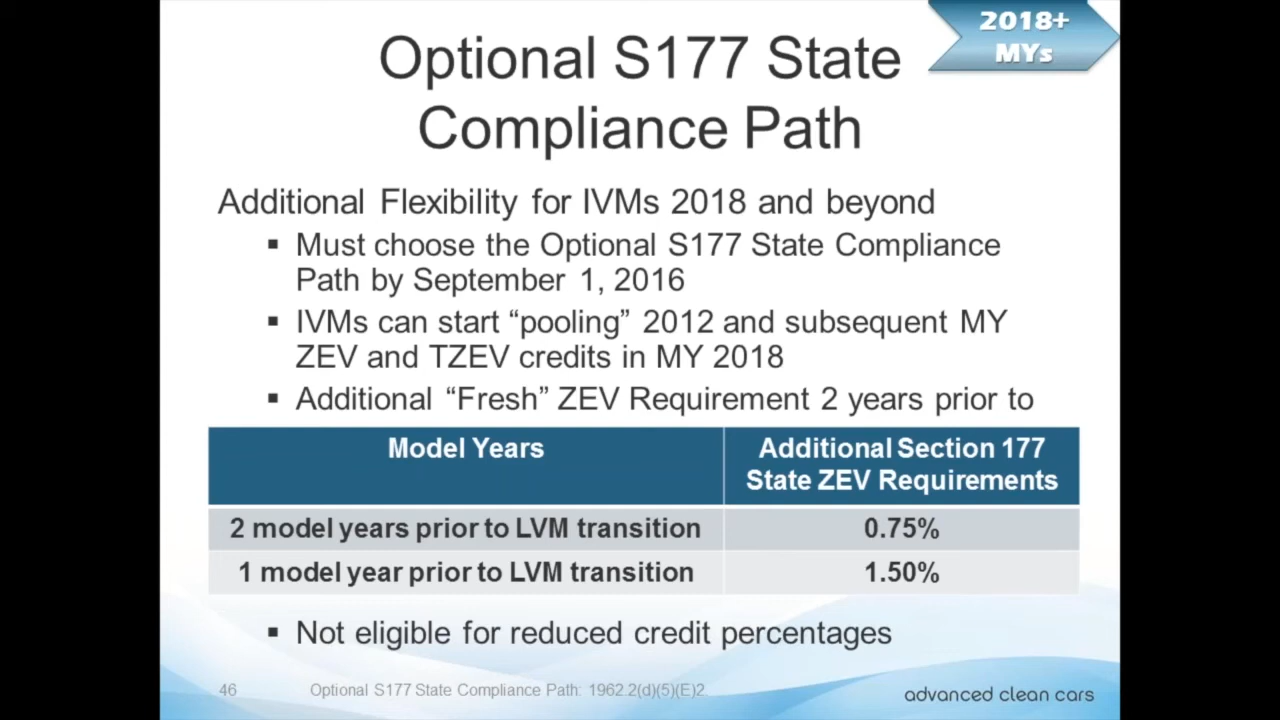 2018+
MYs
Optional S177 State
Compliance Path
Additional Flexibility for IVMs 2018 and beyond
▪ Must choose the Optional S177 State Compliance
Path by September 1, 2016
▪ IVMs can start “pooling” 2012 and subsequent MY
ZEV and TZEV credits in MY 2018
▪ Additional “Fresh” ZEV Requirement 2 years prior to
Model Years
Additional Section 177
State ZEV Requirements
2 model years prior to LVM transition 0.75%
1 model year prior to LVM transition 1.50%
▪ Not eligible for reduced credit percentages
46 Optional S177 State Compliance Path: 1962.2(d)(5)(E)2.
advanced clean cars